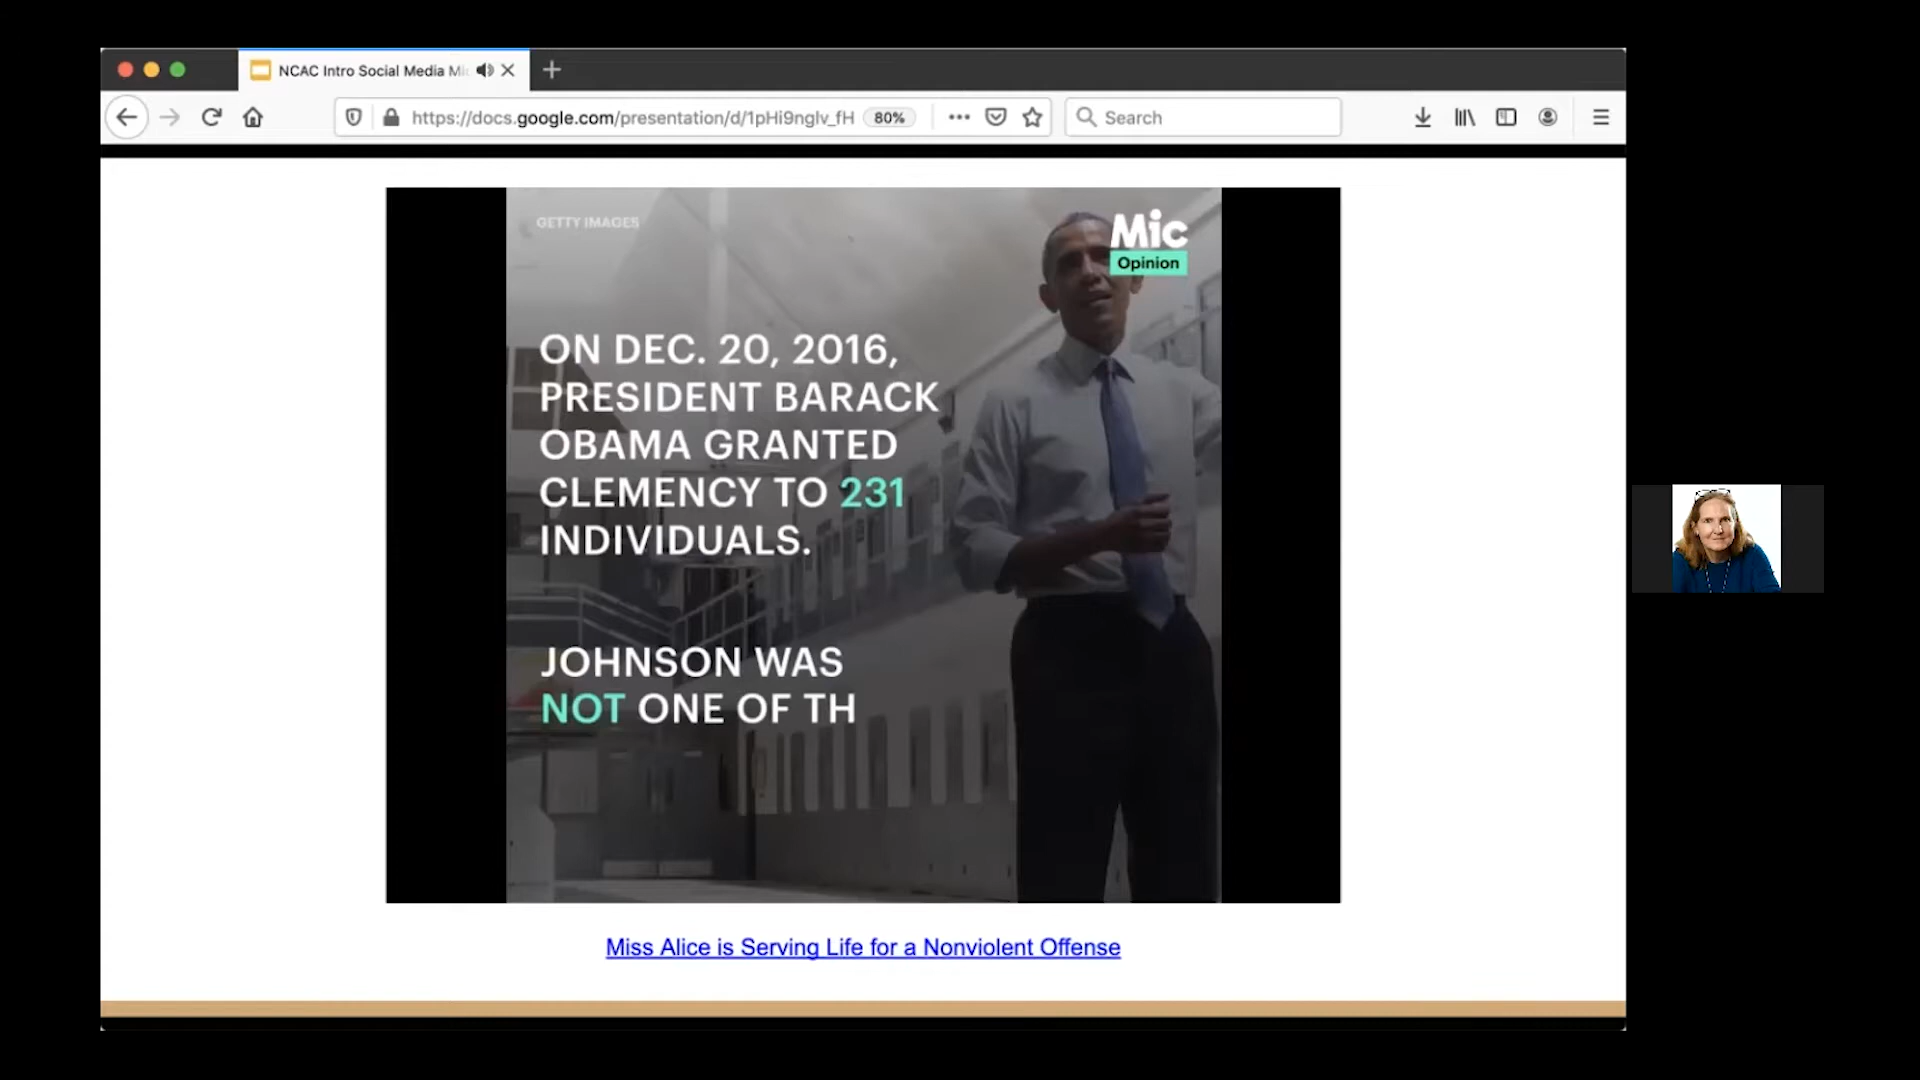 NCAC Intro Social Media Mi
https://docs.google.com/presentation/d/1pHi9nglv_fH
80%
Search
GETTY IMAGES
Mic
Opinion
ON DEC. 20, 2016,
PRESIDENT BARACK
OBAMA GRANTED
CLEMENCY TO 231
INDIVIDUALS.
JOHNSON WAS
NOT ONE OF TH
Miss Alice is Serving Life for a Nonviolent Offense